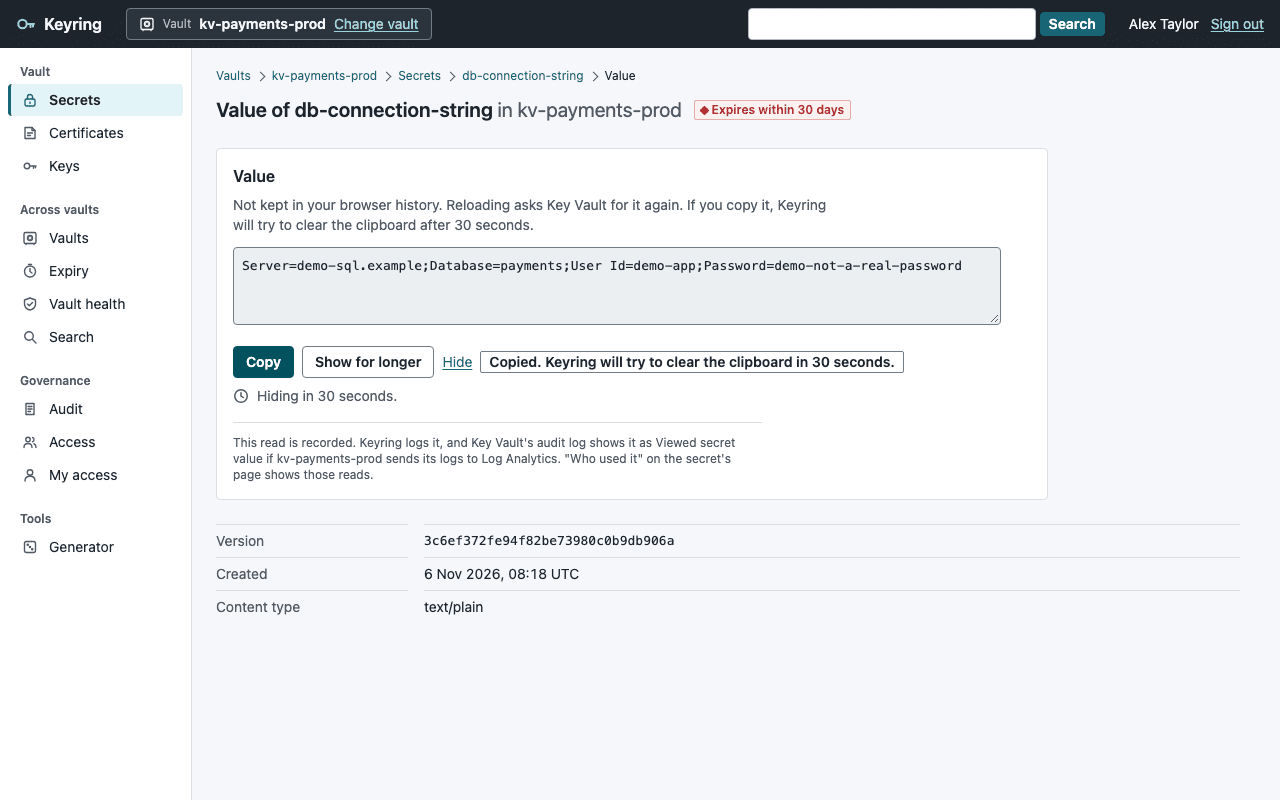 Keyring
Vault kv-payments-prod Change vault
Search
Alex Taylor Sign out
Vault
Secrets
Certificates
Keys
Across vaults
Vaults
Expiry
Vault health
Search
Governance
Audit
Access
My access
Tools
Generator
Vaults > kv-payments-prod > Secrets > db-connection-string > Value
Value of db-connection-string in kv-payments-prod
Expires within 30 days
Value
Not kept in your browser history. Reloading asks Key Vault for it again. If you copy it, Keyring
will try to clear the clipboard after 30 seconds.
Server=demo-sql.example;Database=payments;User Id=demo-app;Password=demo-not-a-real-password
Copy Show for longer Hide Copied. Keyring will try to clear the clipboard in 30 seconds.
Hiding in 30 seconds.
This read is recorded. Keyring logs it, and Key Vault's audit log shows it as Viewed secret
value if kv-payments-prod sends its logs to Log Analytics. "Who used it" on the secret's
page shows those reads.
Version 3c6ef372fe94f82be73980c0b9db906a
Created 6 Nov 2026, 08:18 UTC
Content type text/plain